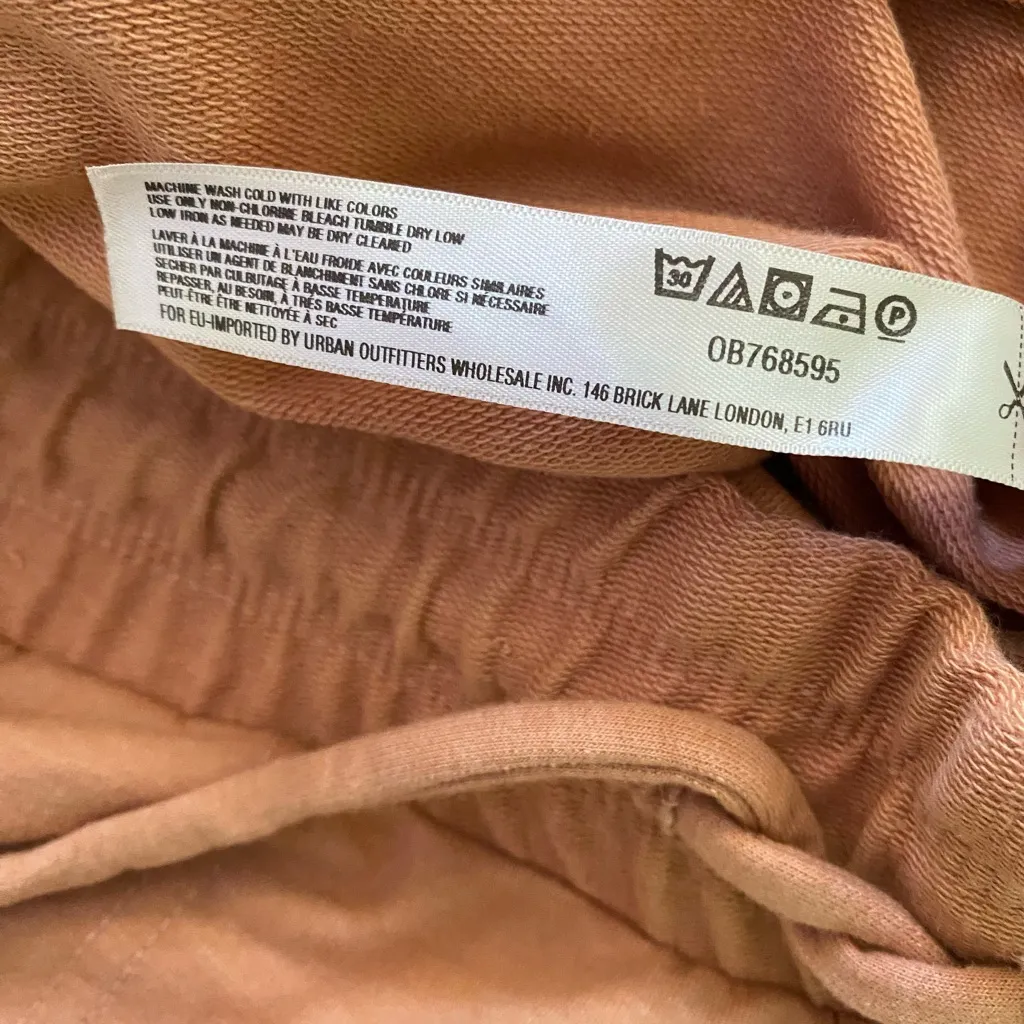 MACHINE WASH COLD WITH LIKE COLORS
USE ONLY NON-CHLORINE BLEACH TUMBLE DRY LOW
LOW IRON AS NEEDED MAY BE DRY CLEANED
LAVER À LA MACHINE À L'EAU FROIDE AVEC COULEURS SIMILAIRES
UTILISER UN AGENT DE BLANCHIMENT SANS CHLORE SI NÉCESSAIRE
SÉCHER PAR CULBUTAGE À BASSE TEMPÉRATURE
REPASSER, AU BESOIN, À TRÈS BASSE TEMPÉRATURE
PEUT-ÊTRE ÊTRE NETTOYÉE À SEC
FOR EU-IMPORTED BY URBAN OUTFITTERS WHOLESALE INC. 146 BRICK LANE LONDON, E1 6RU
30 P
OB768595